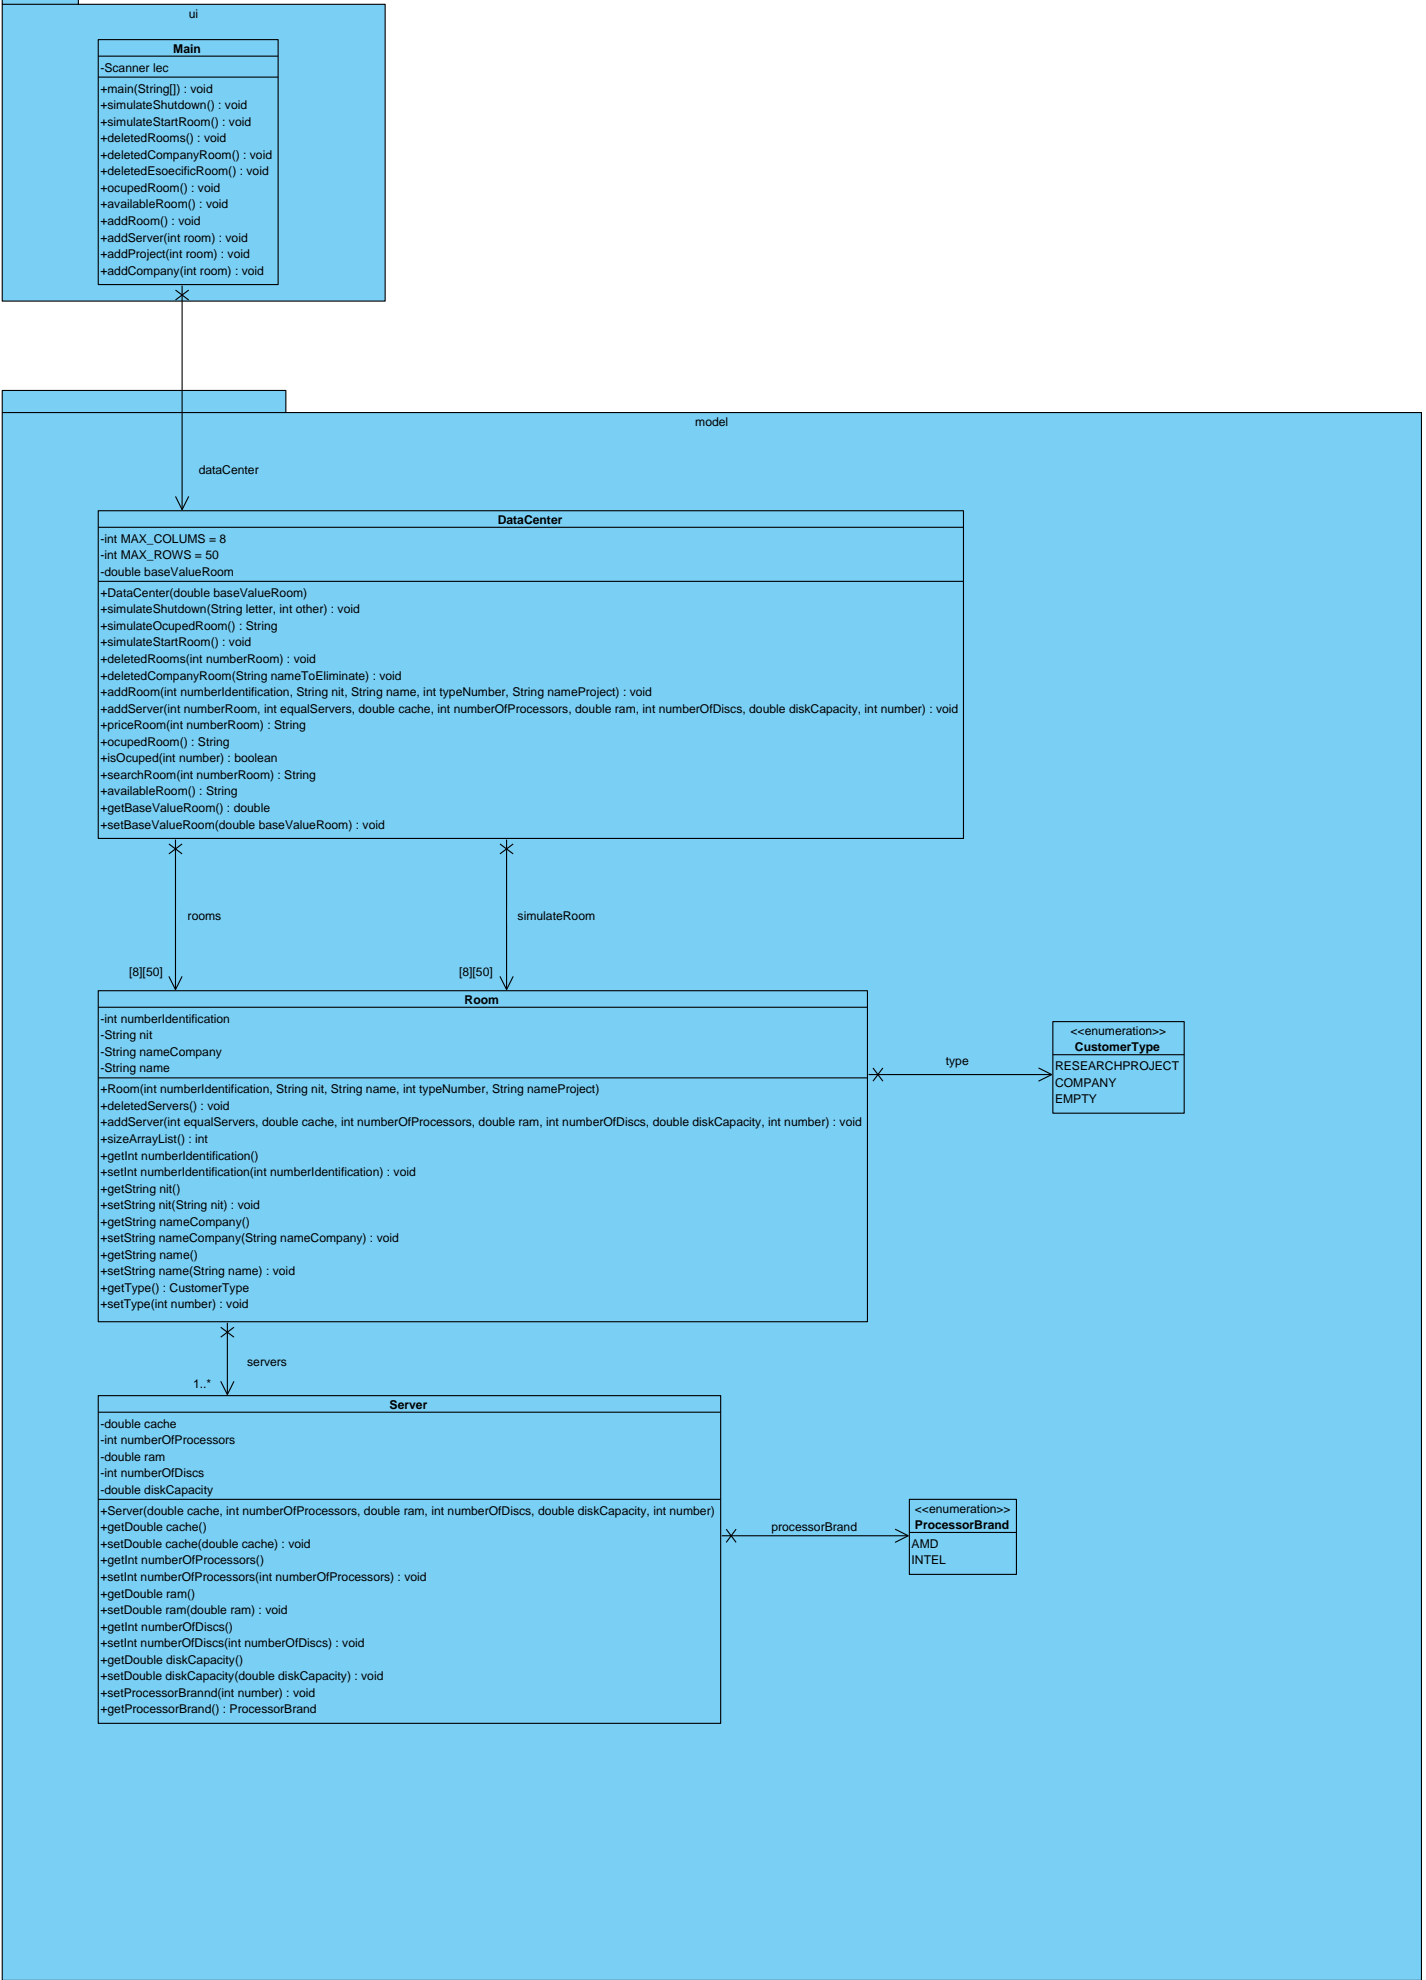 ui
Main
-Scanner lec
+main(String[]) : void
+simulateShutdown() : void
+simulateStartRoom() : void
+deletedRooms() : void
+deletedCompanyRoom() : void
+deletedEsoecificRoom() : void
+ocupedRoom() : void
+availableRoom() : void
+addRoom() : void
+addServer(int room) : void
+addProject(int room) : void
+addCompany(int room) : void
model
dataCenter
DataCenter
-int MAX_COLUMS = 8
-int MAX_ROWS = 50
-double baseValueRoom
+DataCenter(double baseValueRoom)
+simulateShutdown(String letter, int other) : void
+simulateOcupedRoom() : String
+simulateStartRoom() : void
+deletedRooms(int numberRoom) : void
+deletedCompanyRoom(String nameToEliminate) : void
+addRoom(int numberIdentification, String nit, String name, int typeNumber, String nameProject) : void
+addServer(int numberRoom, int equalServers, double cache, int numberOfProcessors, double ram, int numberOfDiscs, double diskCapacity, int number) : void
+priceRoom(int numberRoom) : String
+ocupedRoom() : String
+isOcuped(int number) : boolean
+searchRoom(int numberRoom) : String
+availableRoom() : String
+getBaseValueRoom() : double
+setBaseValueRoom(double baseValueRoom) : void
rooms
simulateRoom
[8][50]
[8][50]
Room
-int numberIdentification
-String nit
-String nameCompany
-String name
+Room(int numberIdentification, String nit, String name, int typeNumber, String nameProject)
+deletedServers() : void
+addServer(int equalServers, double cache, int numberOfProcessors, double ram, int numberOfDiscs, double diskCapacity, int number) : void
+sizeArrayList() : int
+getInt numberIdentification()
+setInt numberIdentification(int numberIdentification) : void
+getString nit()
+setString nit(String nit) : void
+getString nameCompany()
+setString nameCompany(String nameCompany) : void
+getString name()
+setString name(String name) : void
+getType() : CustomerType
+setType(int number) : void
type
<<enumeration>>
CustomerType
RESEARCHPROJECT
COMPANY
EMPTY
servers
1..*
Server
-double cache
-int numberOfProcessors
-double ram
-int numberOfDiscs
-double diskCapacity
+Server(double cache, int numberOfProcessors, double ram, int numberOfDiscs, double diskCapacity, int number)
+getDouble cache()
+setDouble cache(double cache) : void
+getInt numberOfProcessors()
+setInt numberOfProcessors(int numberOfProcessors) : void
+getDouble ram()
+setDouble ram(double ram) : void
+getInt numberOfDiscs()
+setInt numberOfDiscs(int numberOfDiscs) : void
+getDouble diskCapacity()
+setDouble diskCapacity(double diskCapacity) : void
+setProcessorBrannd(int number) : void
+getProcessorBrand() : ProcessorBrand
processorBrand
<<enumeration>>
ProcessorBrand
AMD
INTEL